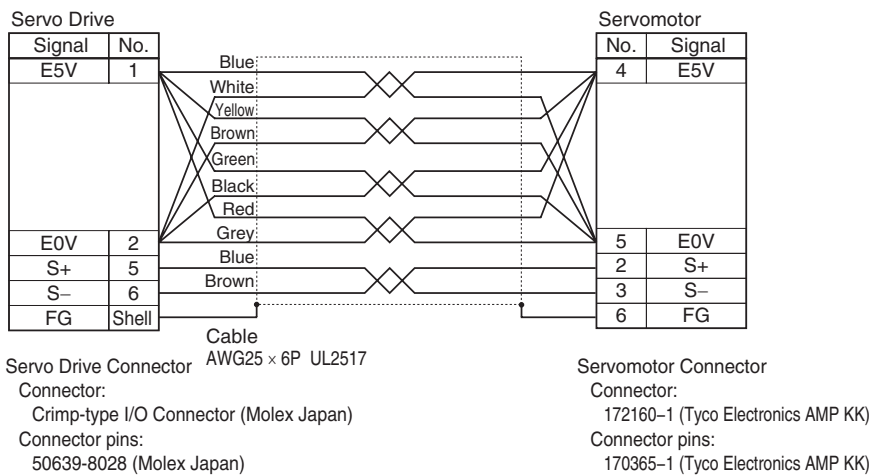 Servo Drive
Servomotor
Signal No.
No. Signal
E5V 1
4 E5V
Blue
White
Yellow
Brown
Green
Black
Red
Grey
E0V 2
5 E0V
Blue
S+ 5
2 S+
Brown
S− 6
3 S−
FG Shell
6 FG
Cable
AWG25 × 6P UL2517
Servo Drive Connector
Connector:
Crimp-type I/O Connector (Molex Japan)
Connector pins:
50639-8028 (Molex Japan)
Servomotor Connector
Connector:
172160−1 (Tyco Electronics AMP KK)
Connector pins:
170365−1 (Tyco Electronics AMP KK)